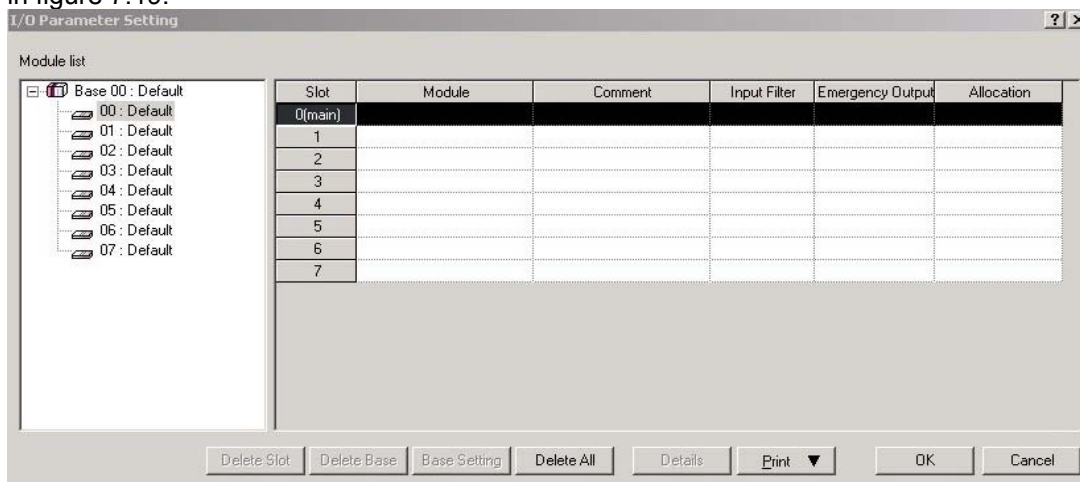 in figure 7.19.
I/O Parameter Setting
Module list
Base 00 : Default
00 : Default
01 : Default
02 : Default
03 : Default
04 : Default
05 : Default
06 : Default
07 : Default
Slot Module Comment Input Filter Emergency Output Allocation
0(main)
1
2
3
4
5
6
7
Delete Slot Delete Base Base Setting Delete All Details Print ▼ OK Cancel